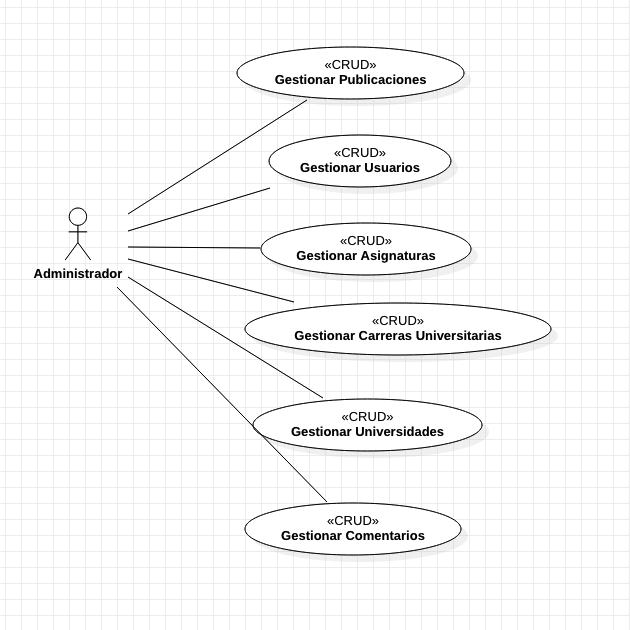 «CRUD»
Gestionar Publicaciones
«CRUD»
Gestionar Usuarios
«CRUD»
Gestionar Asignaturas
Administrador
«CRUD»
Gestionar Carreras Universitarias
«CRUD»
Gestionar Universidades
«CRUD»
Gestionar Comentarios